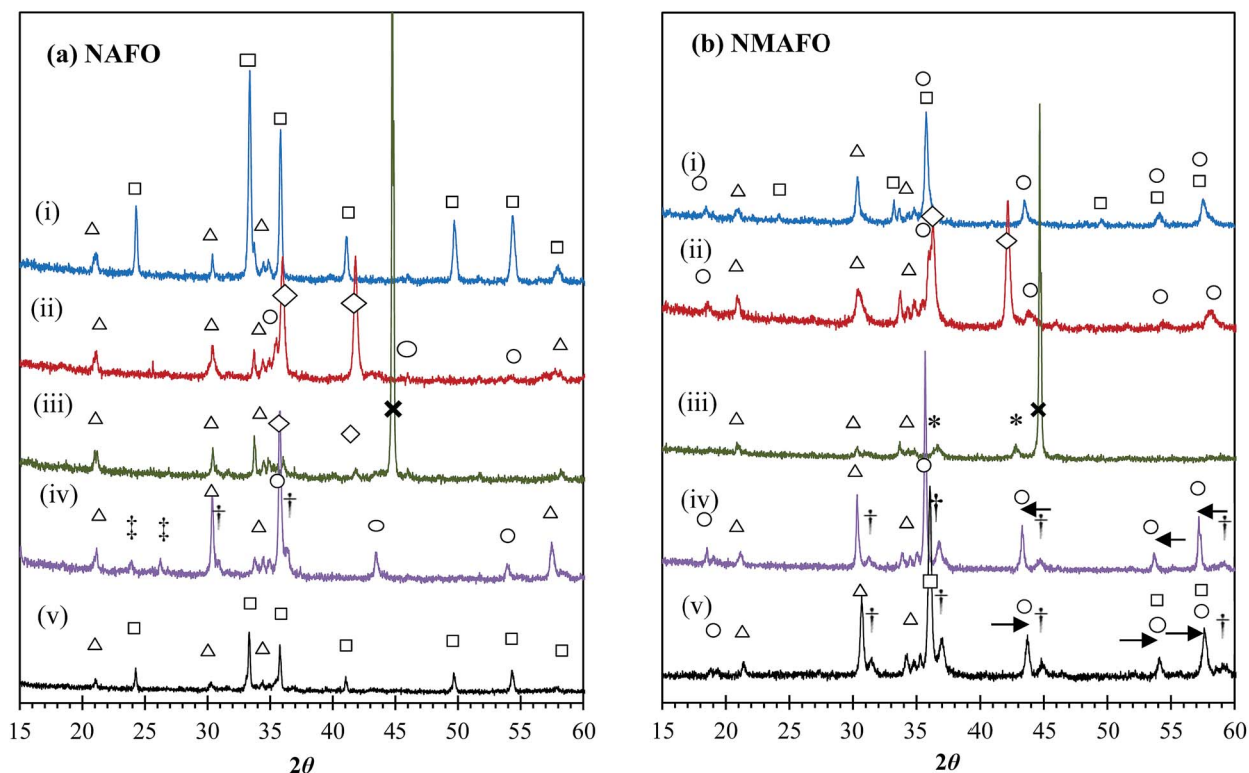 (a) NAFO
(i)
(ii)
(iii)
(iv)
(v)
15 20 25 30 35 40 45 50 55 60
2θ
(b) NMAFO
(i)
(ii)
(iii)
*
*
(iv)
†
‡
†
†
(v)
†
†
†
†
15 20 25 30 35 40 45 50 55 60
2θ